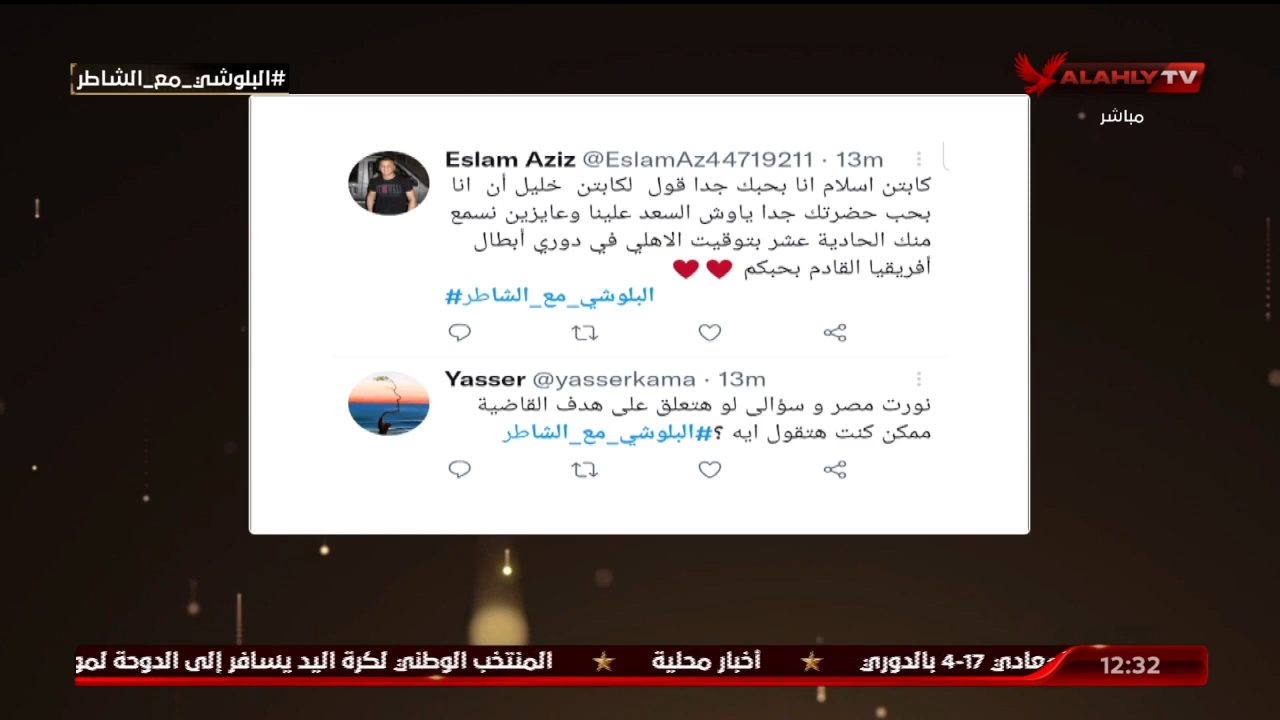 #البلوشي_مع_الشاطر
ALAHLY TV
مباشر
Eslam Aziz @EslamAz44719211 · 13m
كابتن اسلام انا بحبك جدا قول لكابتن خليل أن انا
بحب حضرتك جدا ياوش السعد علينا وعايزين نسمع
منك الحادية عشر بتوقيت الاهلي في دوري أبطال
أفريقيا القادم بحبكم ❤ ❤
#البلوشي_مع_الشاطر
Yasser @yasserkama · 13m
نورت مصر و سؤالى لو هتعلق على هدف القاضية
ممكن كنت هتقول ايه ؟#البلوشي_مع_الشاطر
12:32
معادي 17-4 بالدوري ★ أخبار محلية ★ المنتخب الوطني لكرة اليد يسافر إلى الدوحة لمو